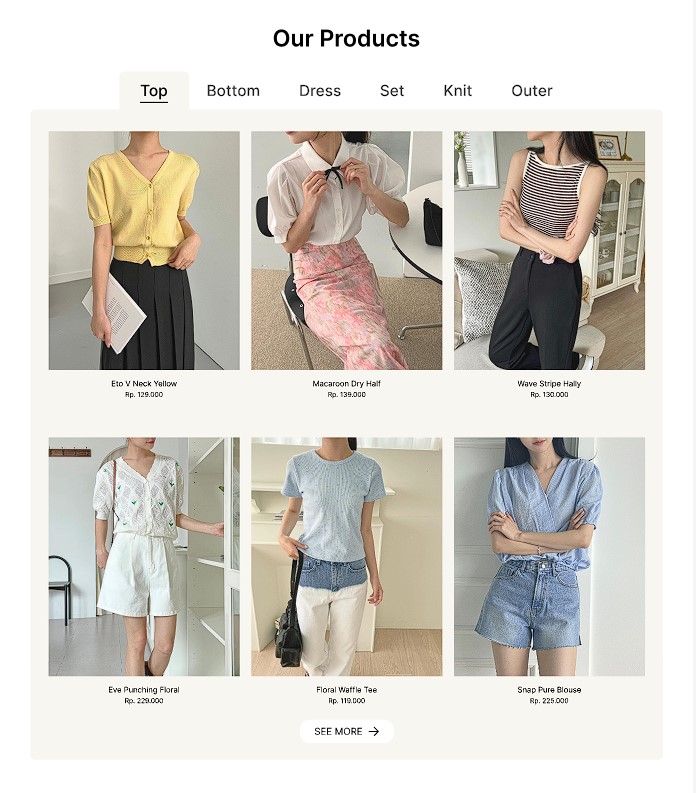 Our Products
Top
Bottom
Dress
Set
Knit
Outer
Eto V Neck Yellow
Rp. 129.000
Macaroon Dry Half
Rp. 139.000
Wave Stripe Hally
Rp. 130.000
Eve Punching Floral
Rp. 229.000
Floral Waffle Tee
Rp. 119.000
Snap Pure Blouse
Rp. 225.000
SEE MORE →